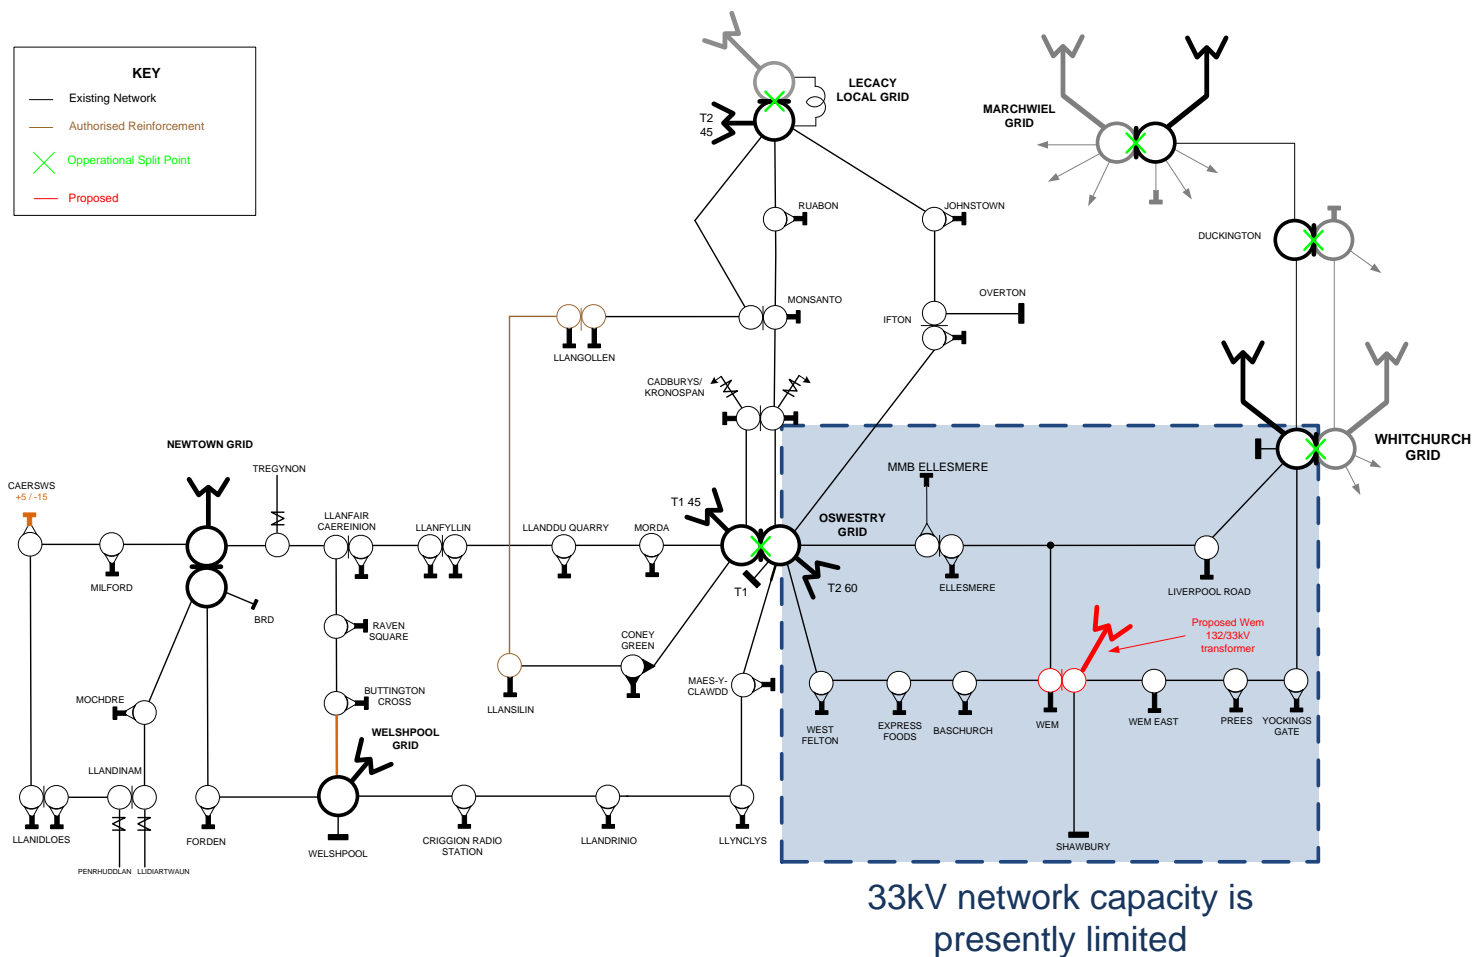 KEY
Existing Network
Authorised Reinforcement
Opperational Split Point
Proposed
LECACY
LOCAL GRID
T2
45
MARCHWIEL
GRID
RUABON
JOHNSTOWN
DUCKINGTON
OVERTON
MONSANTO
IFTON
LLANGOLLEN
CADBURYS/
KRONOSPAN
WHITCHURCH
GRID
NEWTOWN GRID
TREGYNON
CAERSWS
+5 / -15
LLANFAIR
CAEREINION
LLANFYLLIN
LLANDDU QUARRY
MORDA
T1 45
OSWESTRY
GRID
MMB ELLESMERE
MILFORD
T1
T2 60
ELLESMERE
LIVERPOOL ROAD
BRD
RAVEN
SQUARE
CONEY
GREEN
Proposed Wem
132/33kV
transformer
MAES-Y-
CLAWDD
BUTTINGTON
CROSS
MOCHDRE
LLANSILIN
WEST
FELTON
EXPRESS
FOODS
BASCHURCH
WEM
WEM EAST
PREES
YOCKINGS
GATE
WELSHPOOL
GRID
LLANDINAM
LLANIDLOES
FORDEN
WELSHPOOL
CRIGGION RADIO
STATION
LLANDRINIO
LLYNCLYS
SHAWBURY
PENRHUDDLAN
LLIDIARTWAUN
33kV network capacity is
presently limited